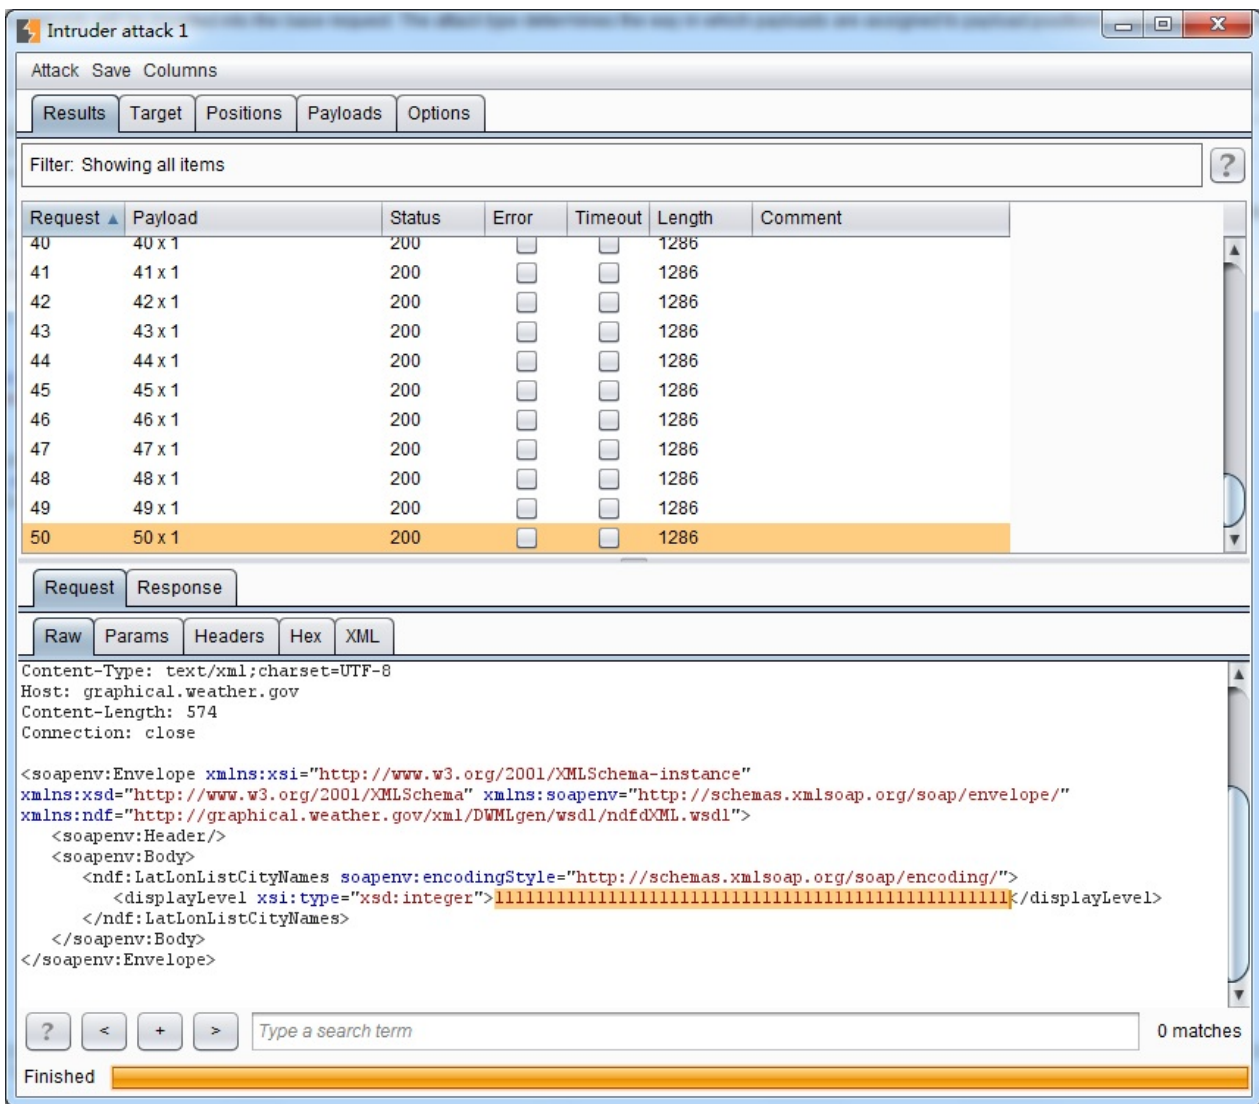 Intruder attack 1
Attack Save Columns
Results Target Positions Payloads Options
Filter: Showing all items
?
Request Payload Status Error Timeout Length Comment
40 40 x 1 200 1286
41 41 x 1 200 1286
42 42 x 1 200 1286
43 43 x 1 200 1286
44 44 x 1 200 1286
45 45 x 1 200 1286
46 46 x 1 200 1286
47 47 x 1 200 1286
48 48 x 1 200 1286
49 49 x 1 200 1286
50 50 x 1 200 1286
Request Response
Raw Params Headers Hex XML
Content-Type: text/xml;charset=UTF-8
Host: graphical.weather.gov
Content-Length: 574
Connection: close
<soapenv:Envelope xmlns:xsi="http://www.w3.org/2001/XMLSchema-instance"
xmlns:xsd="http://www.w3.org/2001/XMLSchema" xmlns:soapenv="http://schemas.xmlsoap.org/soap/envelope/"
xmlns:ndf="http://graphical.weather.gov/xml/DWMLgen/wsdl/ndfdXML.wsdl">
<soapenv:Header/>
<soapenv:Body>
<ndf:LatLonListCityNames soapenv:encodingStyle="http://schemas.xmlsoap.org/soap/encoding/">
<displayLevel xsi:type="xsd:integer">11111111111111111111111111111111111111111111111111</displayLevel>
</ndf:LatLonListCityNames>
</soapenv:Body>
</soapenv:Envelope>
? < + > Type a search term 0 matches
Finished